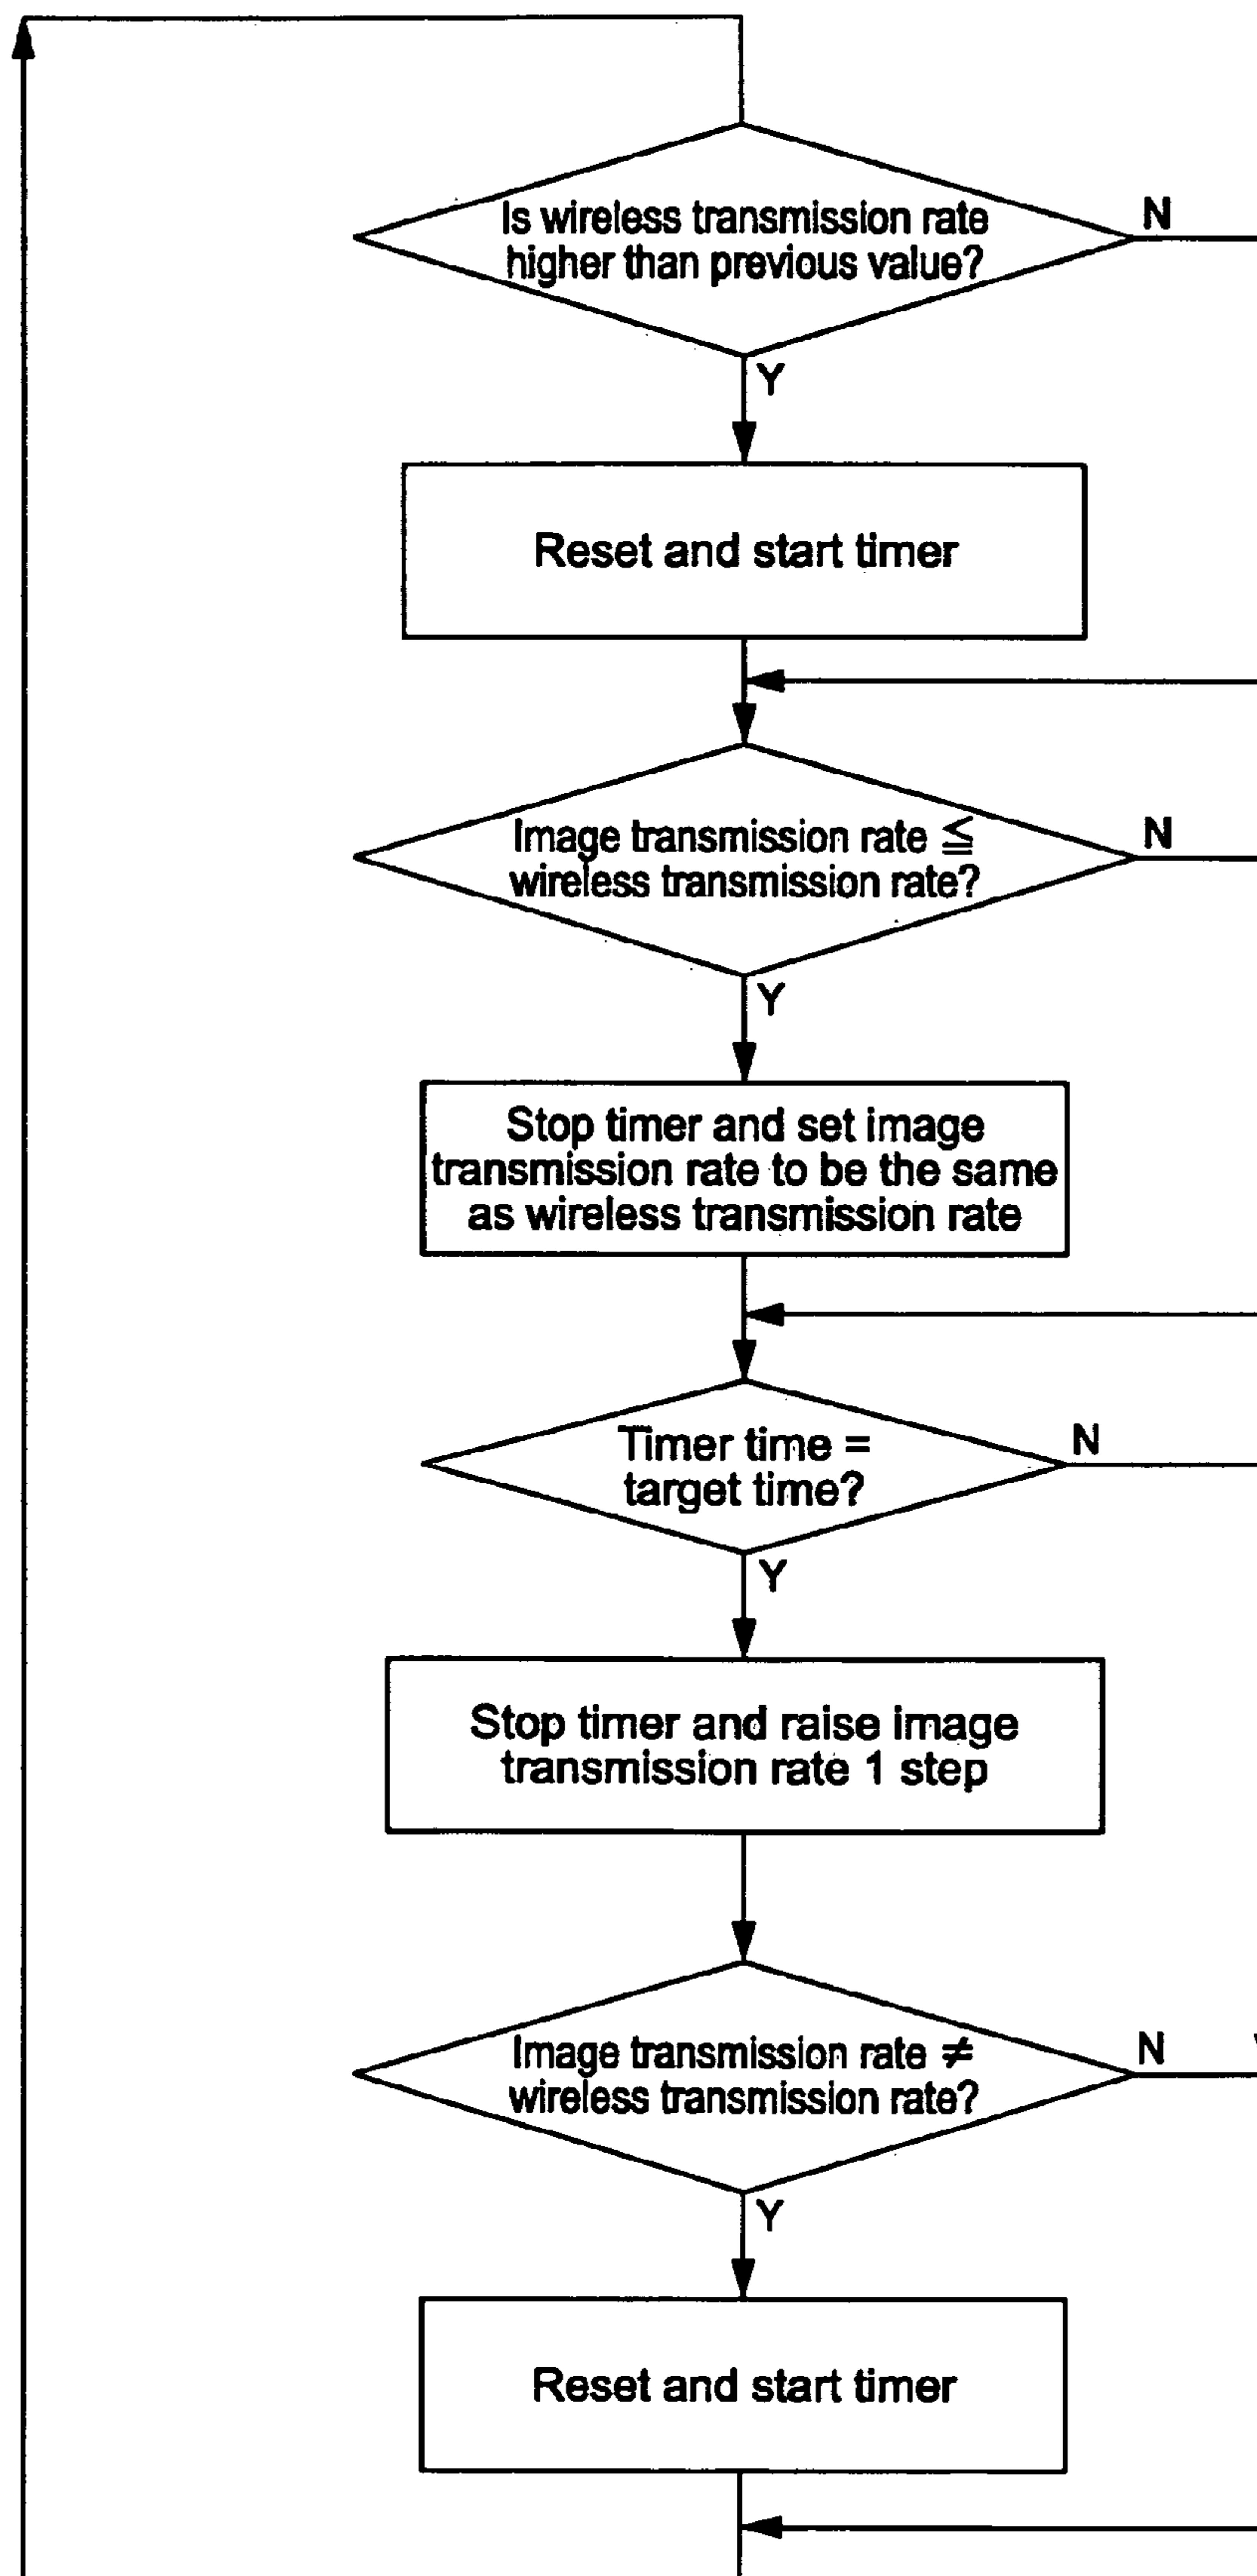 Is wireless transmission rate
higher than previous value?
N
Y
Reset and start timer
Image transmission rate ≦
wireless transmission rate?
N
Y
Stop timer and set image
transmission rate to be the same
as wireless transmission rate
Timer time =
target time?
N
Y
Stop timer and raise image
transmission rate 1 step
Image transmission rate ≠
wireless transmission rate?
N
Y
Reset and start timer